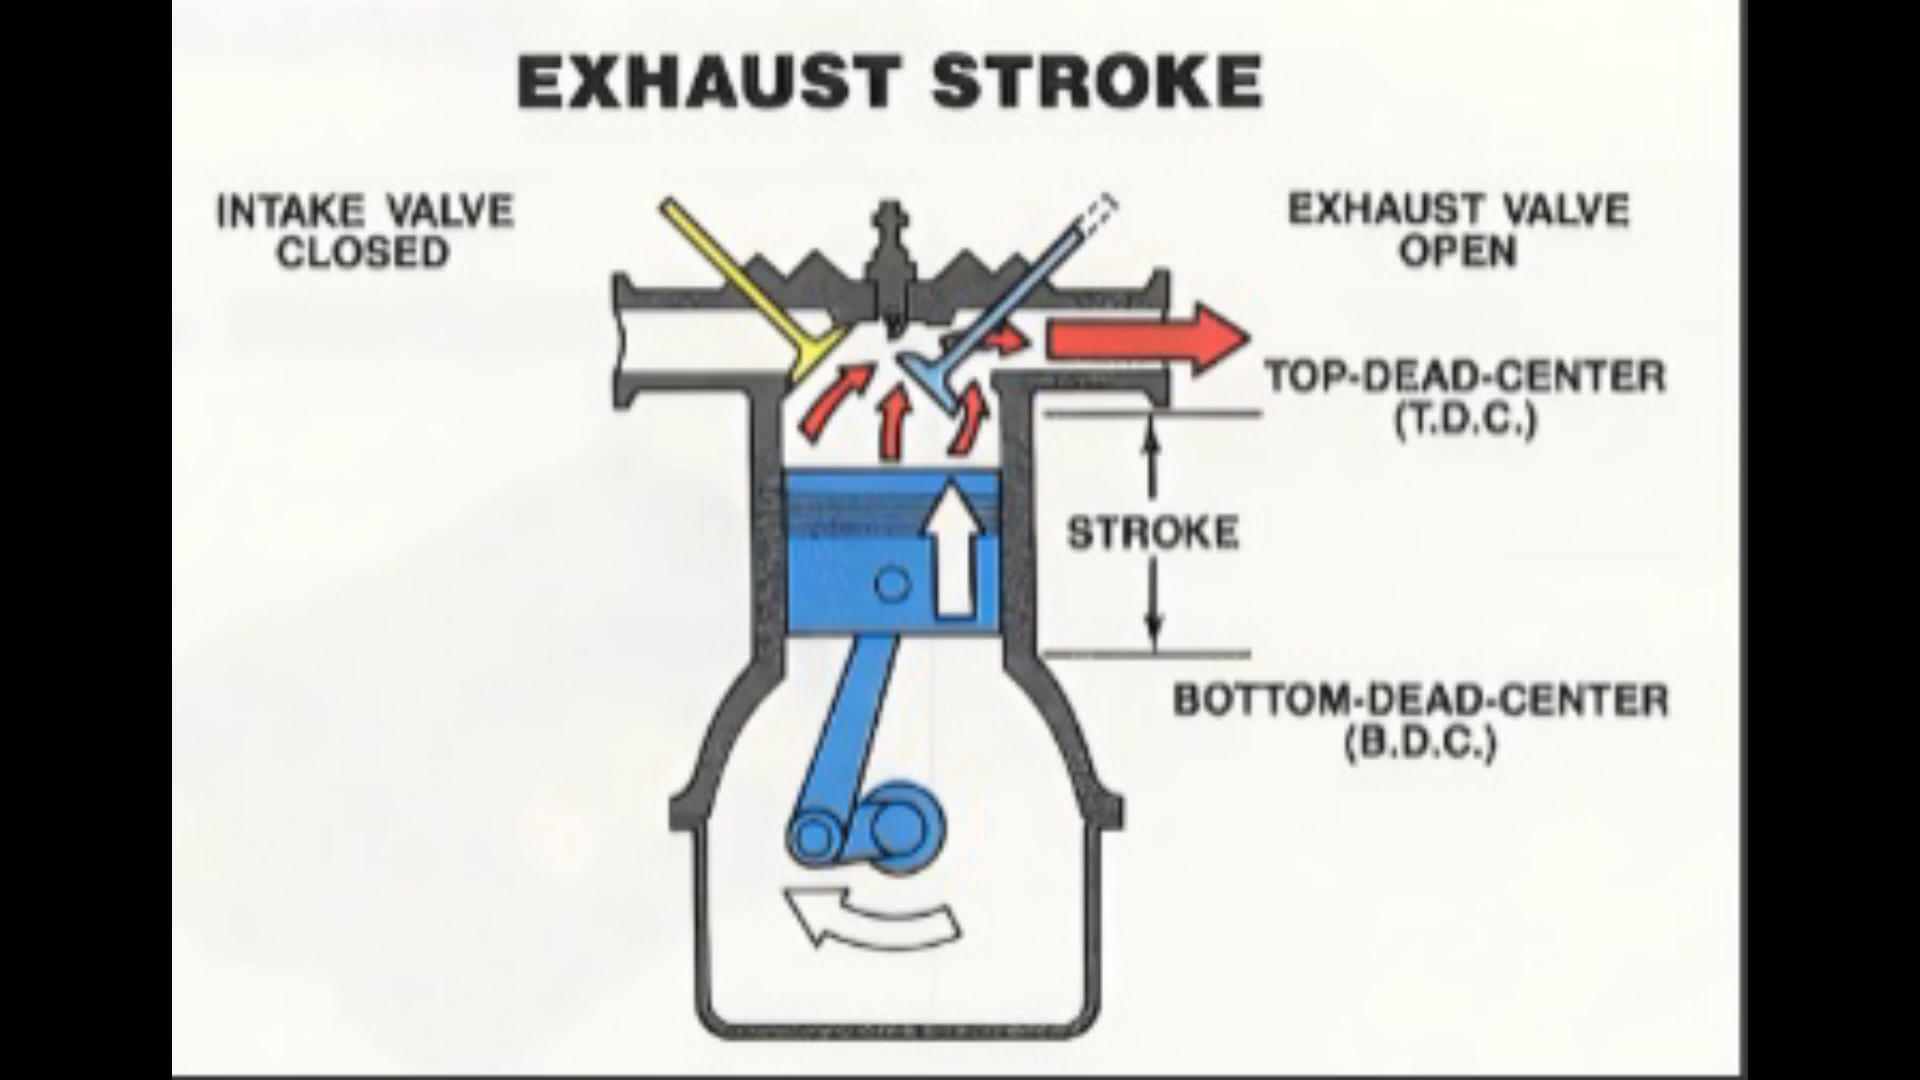 EXHAUST STROKE
INTAKE VALVE
CLOSED
EXHAUST VALVE
OPEN
TOP-DEAD-CENTER
(T.D.C.)
STROKE
BOTTOM-DEAD-CENTER
(B.D.C.)